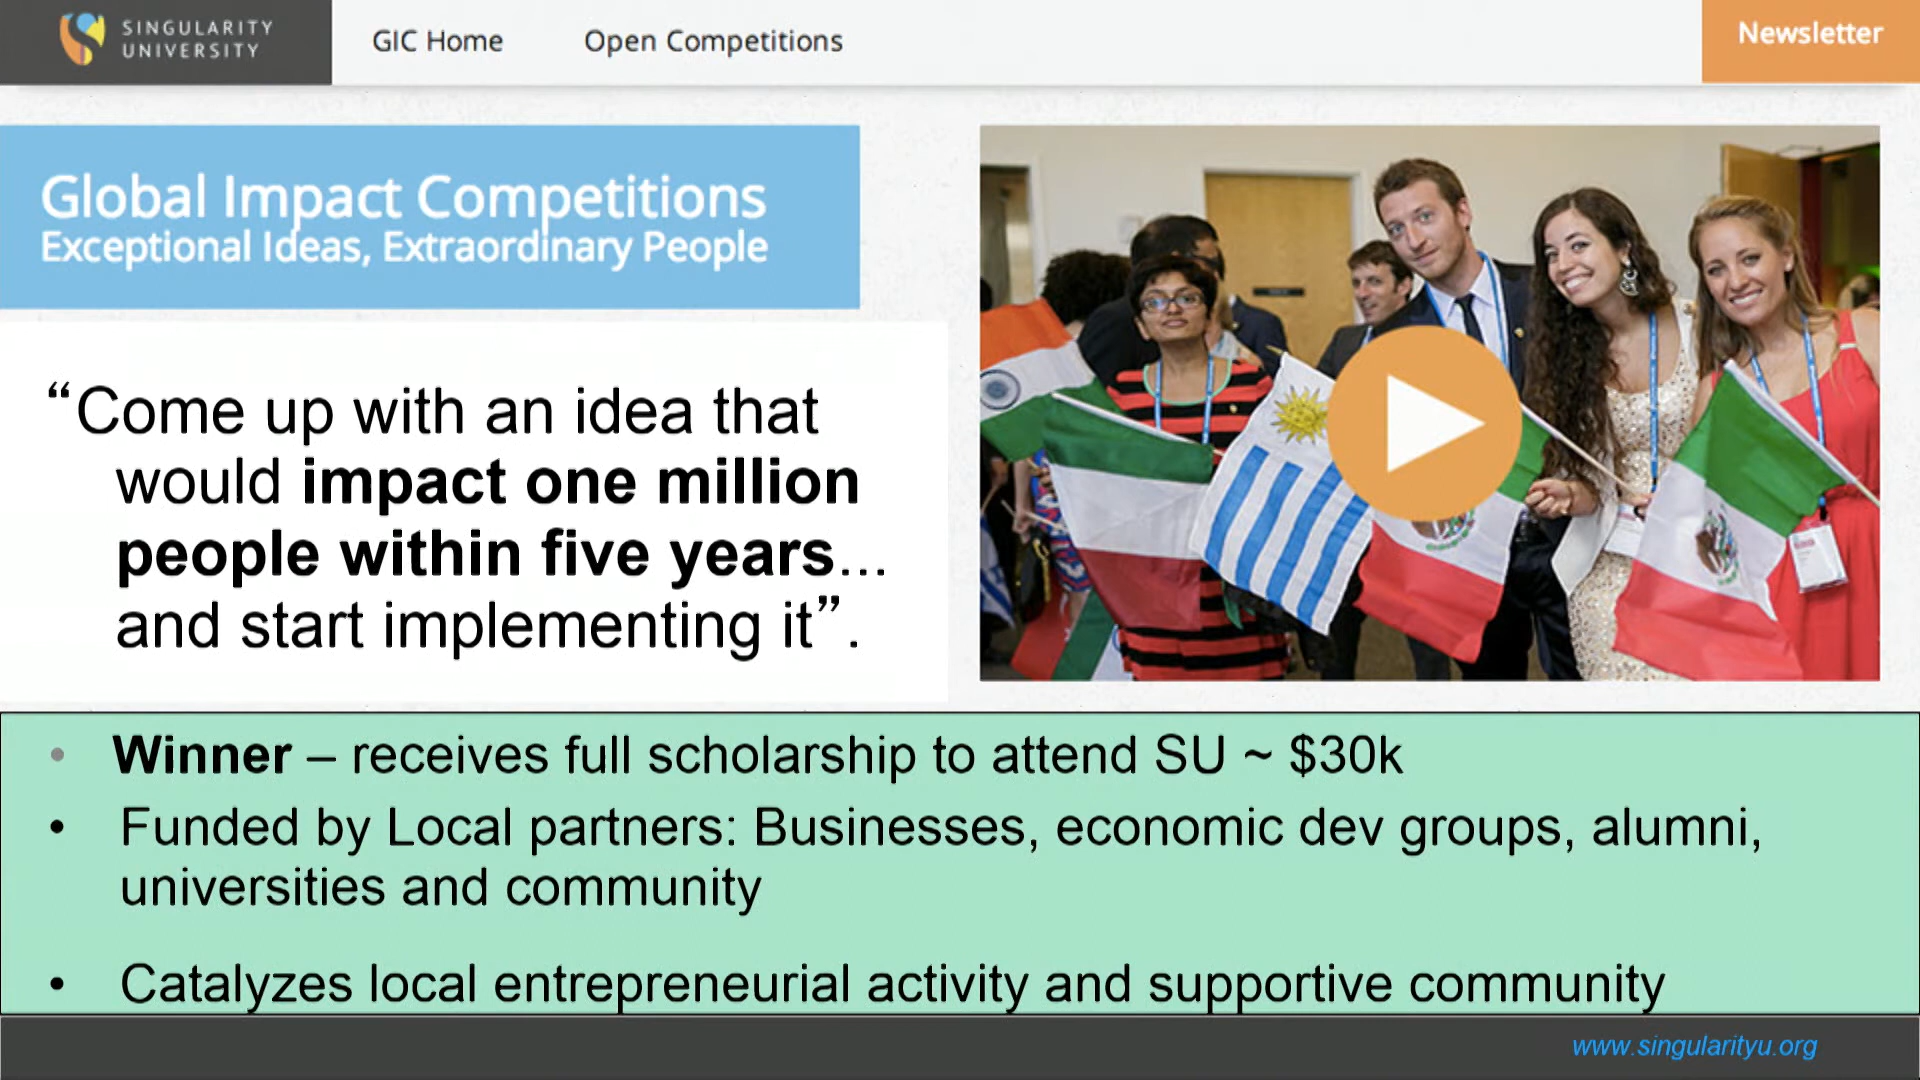 SINGULARITY
UNIVERSITY
GIC Home
Open Competitions
Newsletter
Global Impact Competitions
Exceptional Ideas, Extraordinary People
“Come up with an idea that
would impact one million
people within five years...
and start implementing it”.
• Winner – receives full scholarship to attend SU ~ $30k
• Funded by Local partners: Businesses, economic dev groups, alumni,
universities and community
• Catalyzes local entrepreneurial activity and supportive community
www.singularityu.org